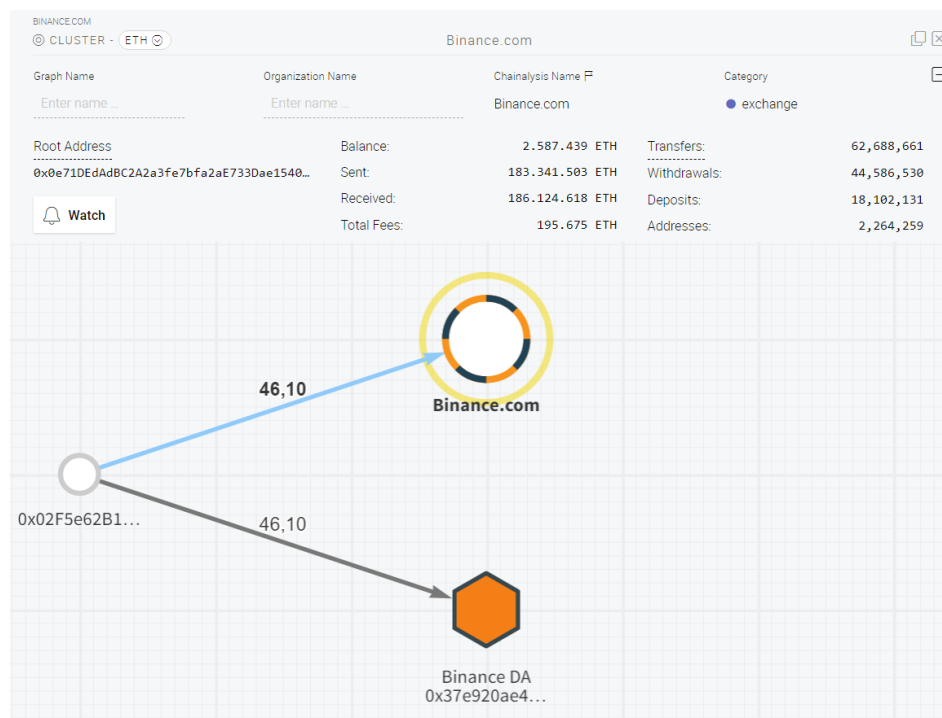 BINANCE.COM
CLUSTER - ETH
Binance.com
Graph Name
Enter name ...
Organization Name
Enter name ...
Chainalysis Name
Binance.com
Category
exchange
Root Address
0x0e71DEdAdBC2A2a3fe7bfa2aE733Dae1540…
Watch
Balance: 2.587.439 ETH
Sent: 183.341.503 ETH
Received: 186.124.618 ETH
Total Fees: 195.675 ETH
Transfers: 62,688,661
Withdrawals: 44,586,530
Deposits: 18,102,131
Addresses: 2,264,259
46,10
Binance.com
0x02F5e62B1…
46,10
Binance DA
0x37e920ae4…